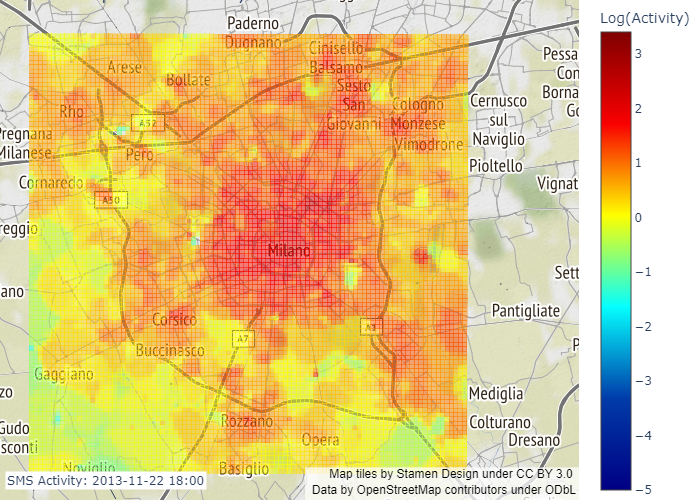 Log(Activity)
Paderno
Dugnano
Cinisello
Balsamo
Arese
Bollate
Sesto
San
Giovanni
Cologno
Monzese
Vimodrone
Pessa
Con
Borna
Go
Cernusco
sul
Naviglio
Rho
A52
Pregnana
Milanese
Pero
Pioltello
Cornaredo
A50
Vignat
reggio
Milano
Sett
ano
Pantigliate
Corsico
A7
A1
Buccinasco
P
Gaggiano
zo
Mediglia
Gudo
sconti
Rozzano
Opera
Colturano
Dresano
Noviglio
Basiglio
SMS Activity: 2013-11-22 18:00
Map tiles by Stamen Design under CC BY 3.0
Data by OpenStreetMap contributors under ODbL
3
2
1
0
−1
−2
−3
−4
−5